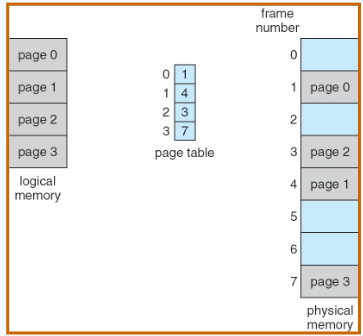 frame
number
page 0
page 1
page 2
page 3
logical
memory
0 1
1 4
2 3
3 7
page table
0
1 page 0
2
3 page 2
4 page 1
5
6
7 page 3
physical
memory